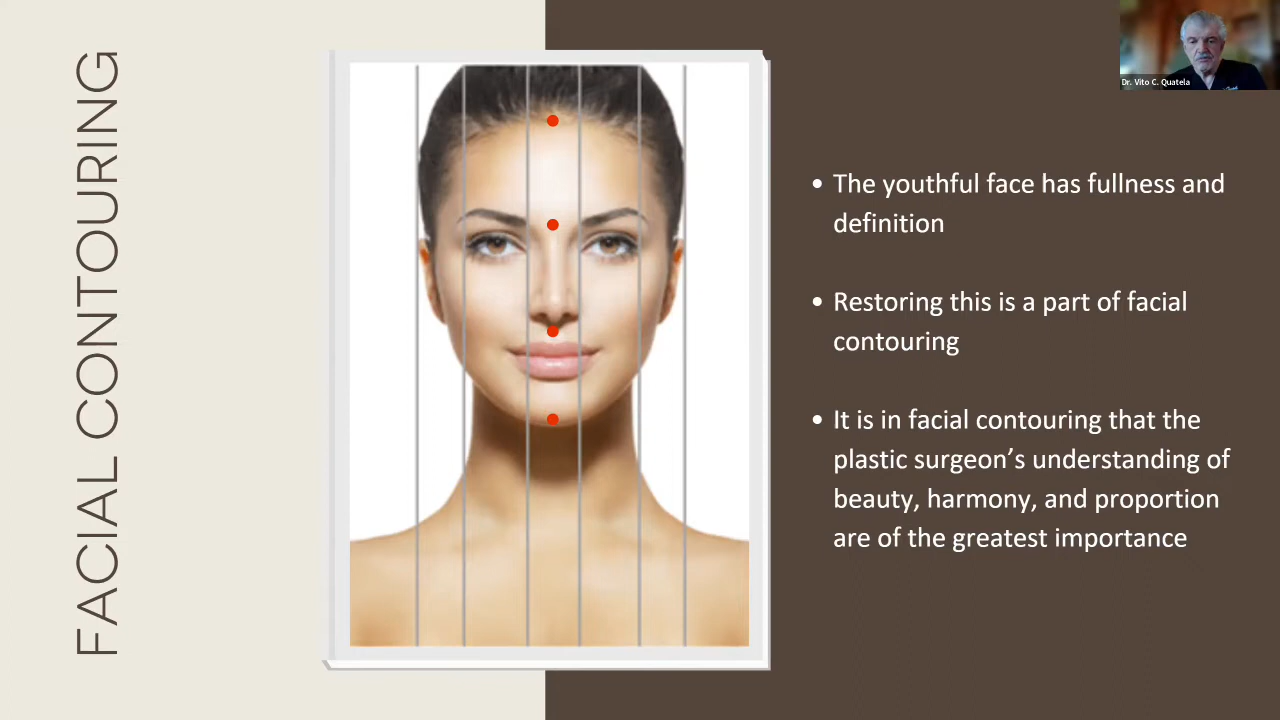 FACIAL CONTOURING
Dr. Vito C. Quatela
• The youthful face has fullness and
definition
• Restoring this is a part of facial
contouring
• It is in facial contouring that the
plastic surgeon’s understanding of
beauty, harmony, and proportion
are of the greatest importance